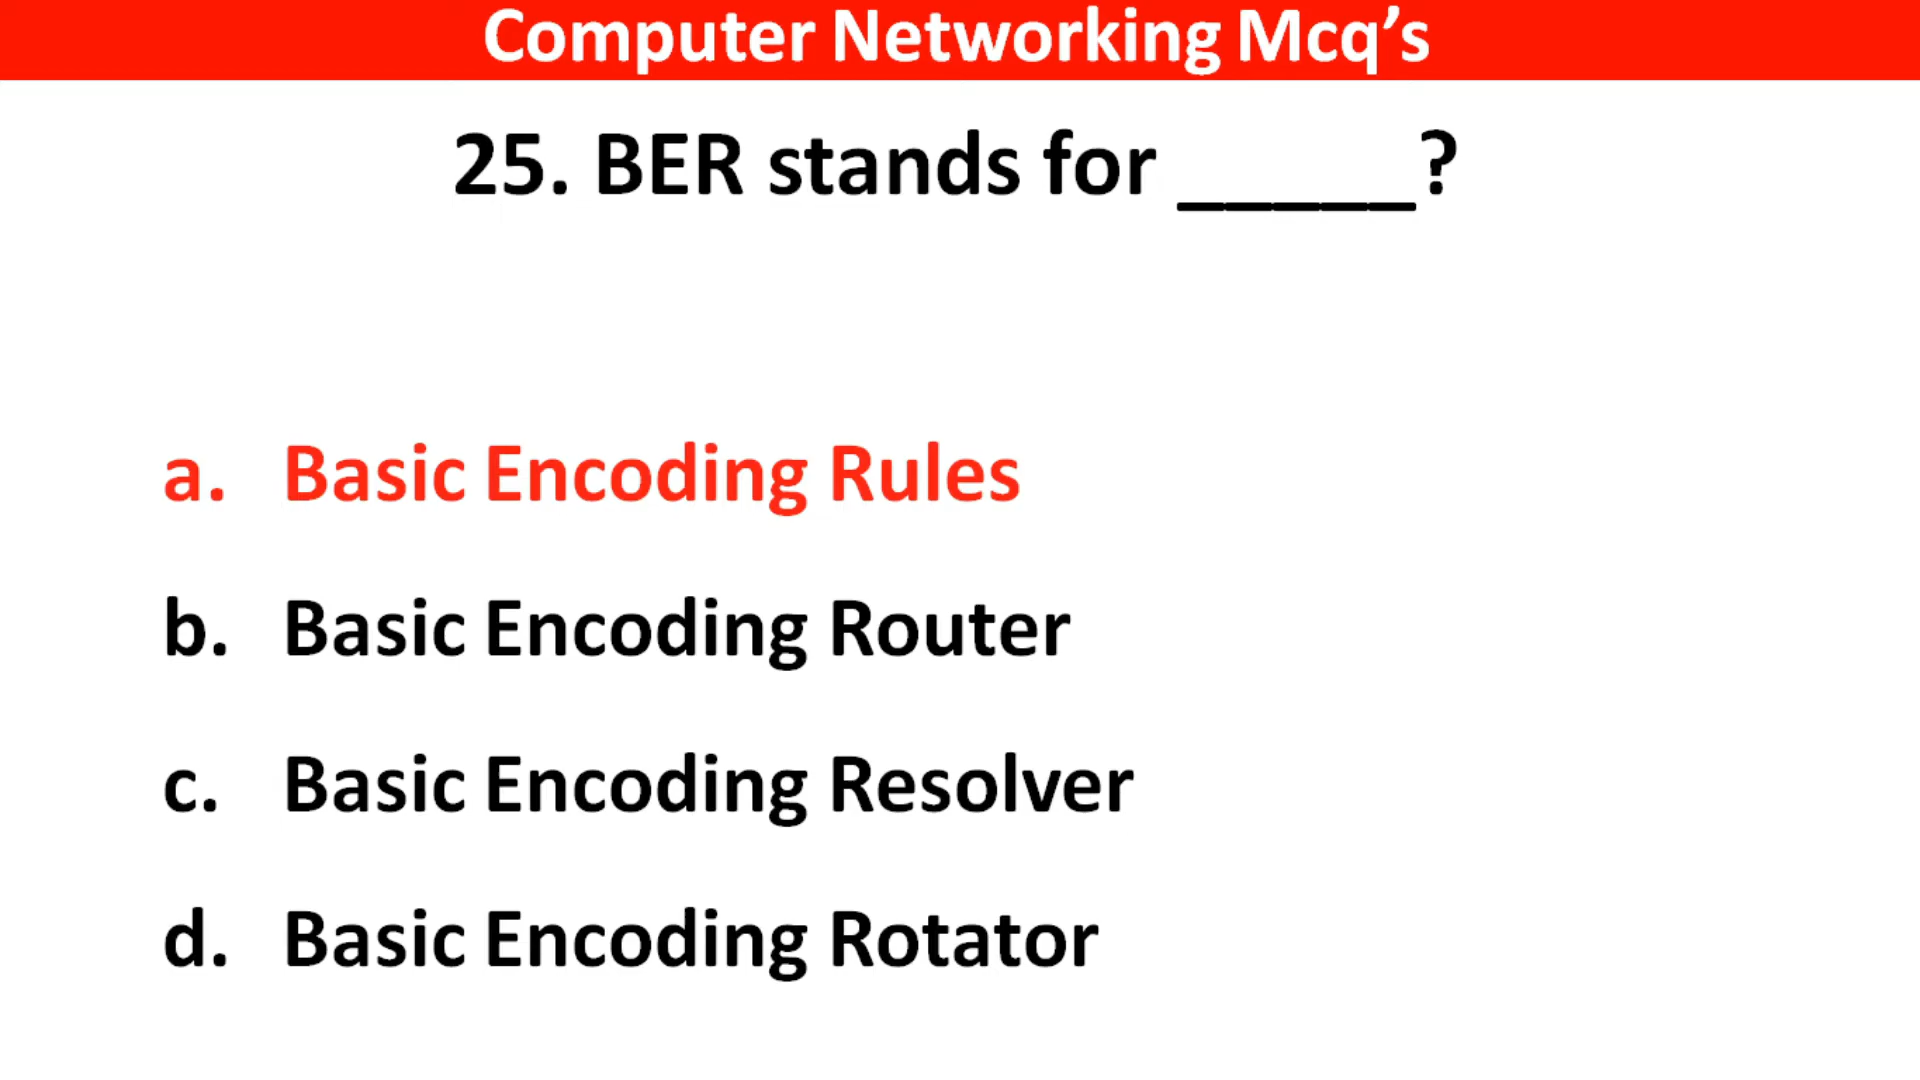 Computer Networking Mcq’s
25. BER stands for _____?
a. Basic Encoding Rules
b. Basic Encoding Router
c. Basic Encoding Resolver
d. Basic Encoding Rotator